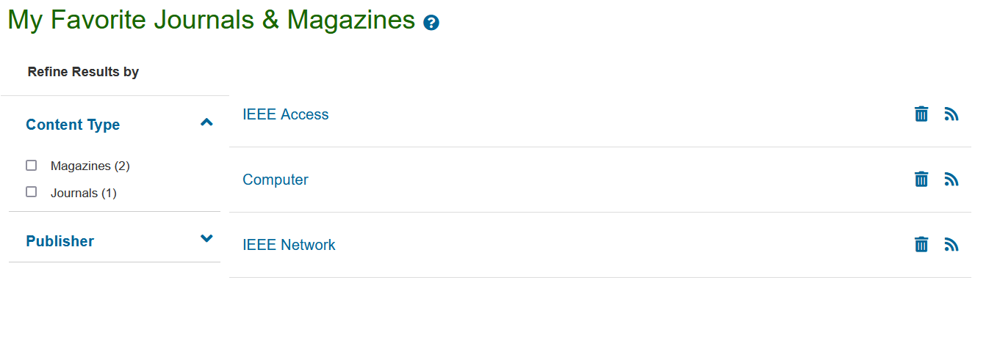 My Favorite Journals & Magazines ?
Refine Results by
Content Type
Magazines (2)
Journals (1)
Publisher
IEEE Access
Computer
IEEE Network